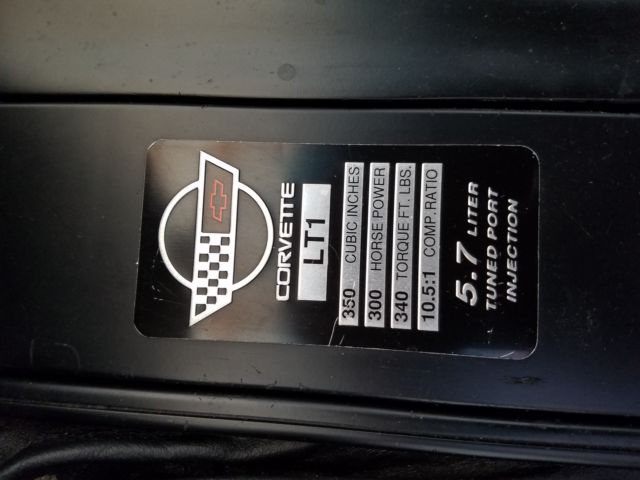 CORVETTE
LT1
350 CUBIC INCHES
300 HORSE POWER
340 TORQUE FT. LBS.
10.5:1 COMP. RATIO
5.7 LITER
TUNED PORT
INJECTION